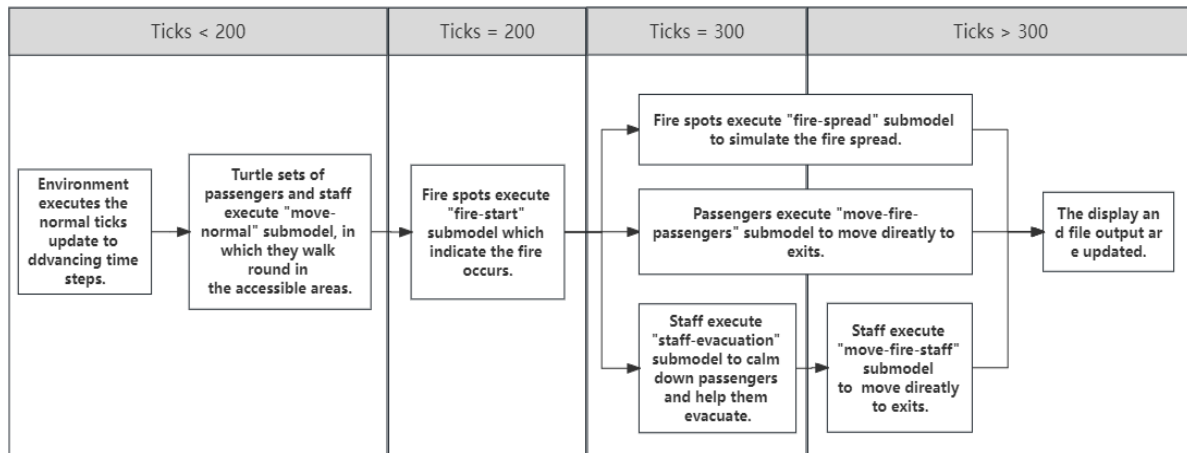 Ticks < 200
Ticks = 200
Ticks = 300
Ticks > 300
Environment
executes the
normal ticks
update to
ddvancing time
steps.
Turtle sets of
passengers and staff
execute "move-
normal" submodel, in
which they walk
round in
the accessible areas.
Fire spots execute
"fire-start"
submodel which
indicate the fire
occurs.
Fire spots execute "fire-spread" submodel
to simulate the fire spread.
Passengers execute "move-fire-
passengers" submodel to move direatly to
exits.
Staff execute
"staff-evacuation"
submodel to calm
down passengers
and help them
evacuate.
Staff execute
"move-fire-staff"
submodel
to move direatly
to exits.
The display an
d file output ar
e updated.